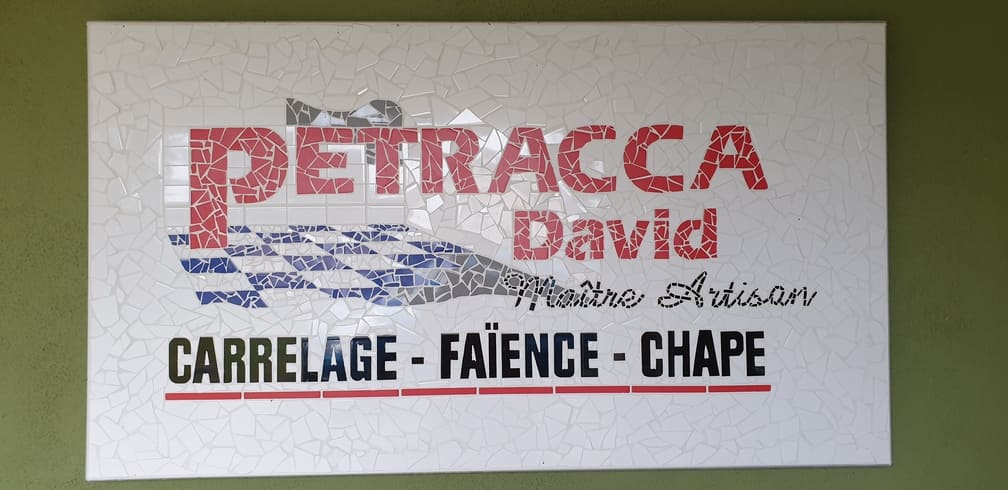 PETRACCA
David
Maître Artisan
CARRELAGE - FAÏENCE - CHAPE